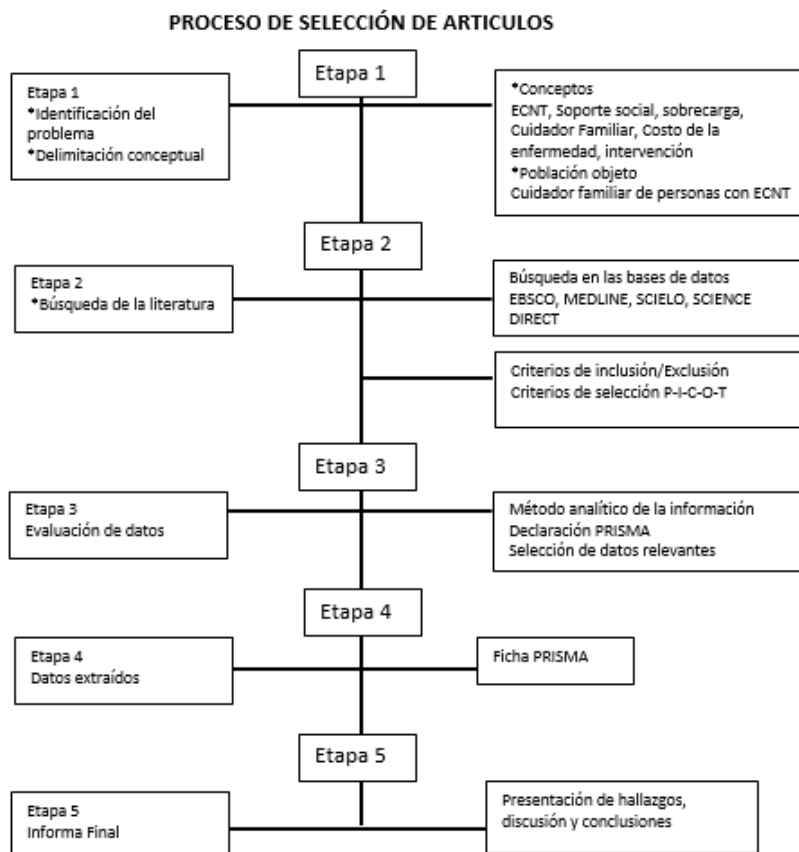 PROCESO DE SELECCIÓN DE ARTICULOS
Etapa 1
Etapa 1
*Identificación del
problema
*Delimitación conceptual
*Conceptos
ECNT, Soporte social, sobrecarga,
Cuidador Familiar, Costo de la
enfermedad, intervención
*Población objeto
Cuidador familiar de personas con ECNT
Etapa 2
Etapa 2
*Búsqueda de la literatura
Búsqueda en las bases de datos
EBSCO, MEDLINE, SCIELO, SCIENCE
DIRECT
Criterios de inclusión/Exclusión
Criterios de selección P-I-C-O-T
Etapa 3
Etapa 3
Evaluación de datos
Método analítico de la información
Declaración PRISMA
Selección de datos relevantes
Etapa 4
Etapa 4
Datos extraídos
Ficha PRISMA
Etapa 5
Etapa 5
Informa Final
Presentación de hallazgos,
discusión y conclusiones